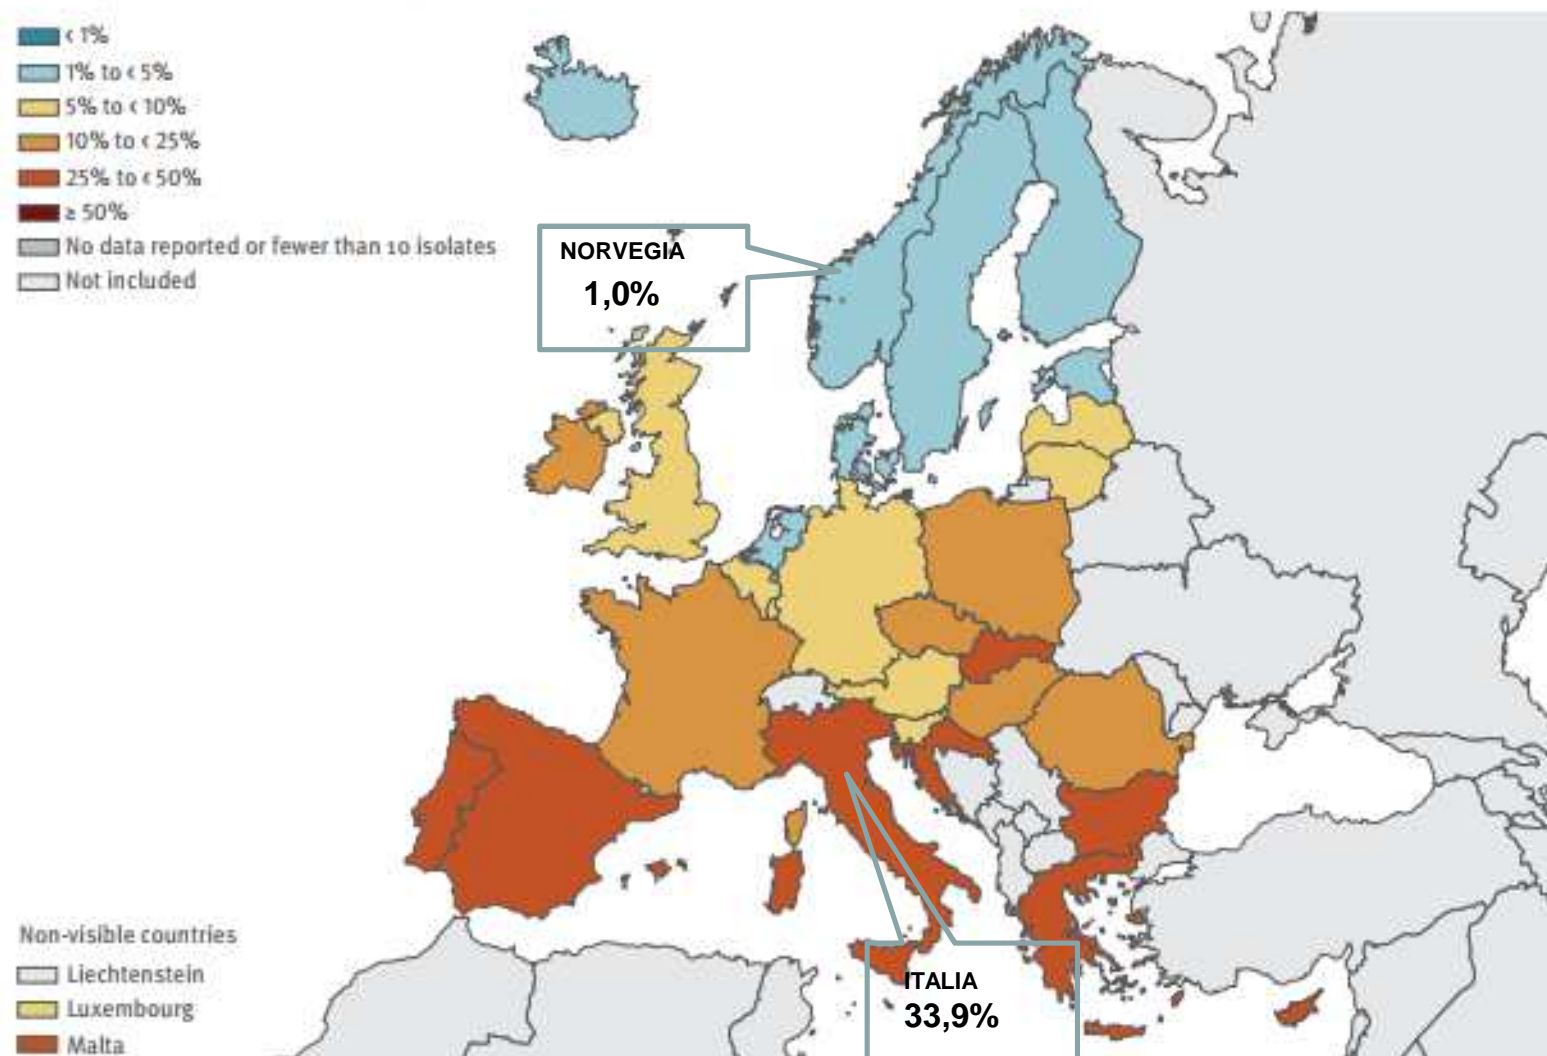 < 1%
1% to < 5%
5% to < 10%
10% to < 25%
25% to < 50%
≥ 50%
No data reported or fewer than 10 isolates
Not included
NORVEGIA
1,0%
Non-visible countries
Liechtenstein
Luxembourg
Malta
ITALIA
33,9%